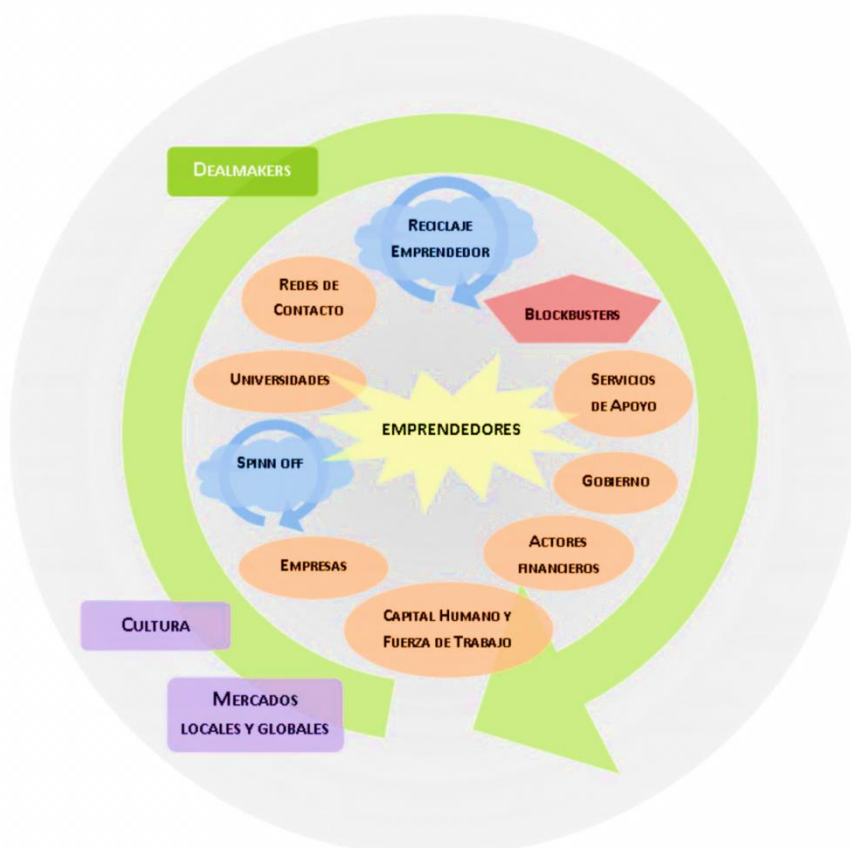 DEALMAKERS
RECICLAJE
EMPRENDEDOR
REDES DE
CONTACTO
BLOCKBUSTERS
UNIVERSIDADES
SERVICIOS
DE APOYO
EMPRENDEDORES
SPINN OFF
GOBIERNO
ACTORES
FINANCIEROS
EMPRESAS
CAPITAL HUMANO Y
FUERZA DE TRABAJO
CULTURA
MERCADOS
LOCALES Y GLOBALES